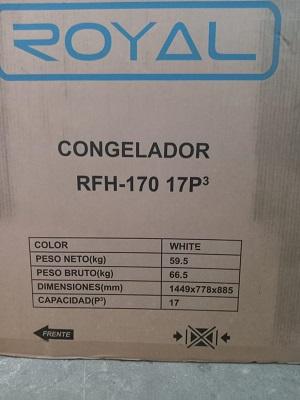 ROYAL
CONGELADOR
RFH-170 17P³
COLOR WHITE
PESO NETO(kg) 59.5
PESO BRUTO(kg) 66.5
DIMENSIONES(mm) 1449x778x885
CAPACIDAD(P³) 17
FRENTE